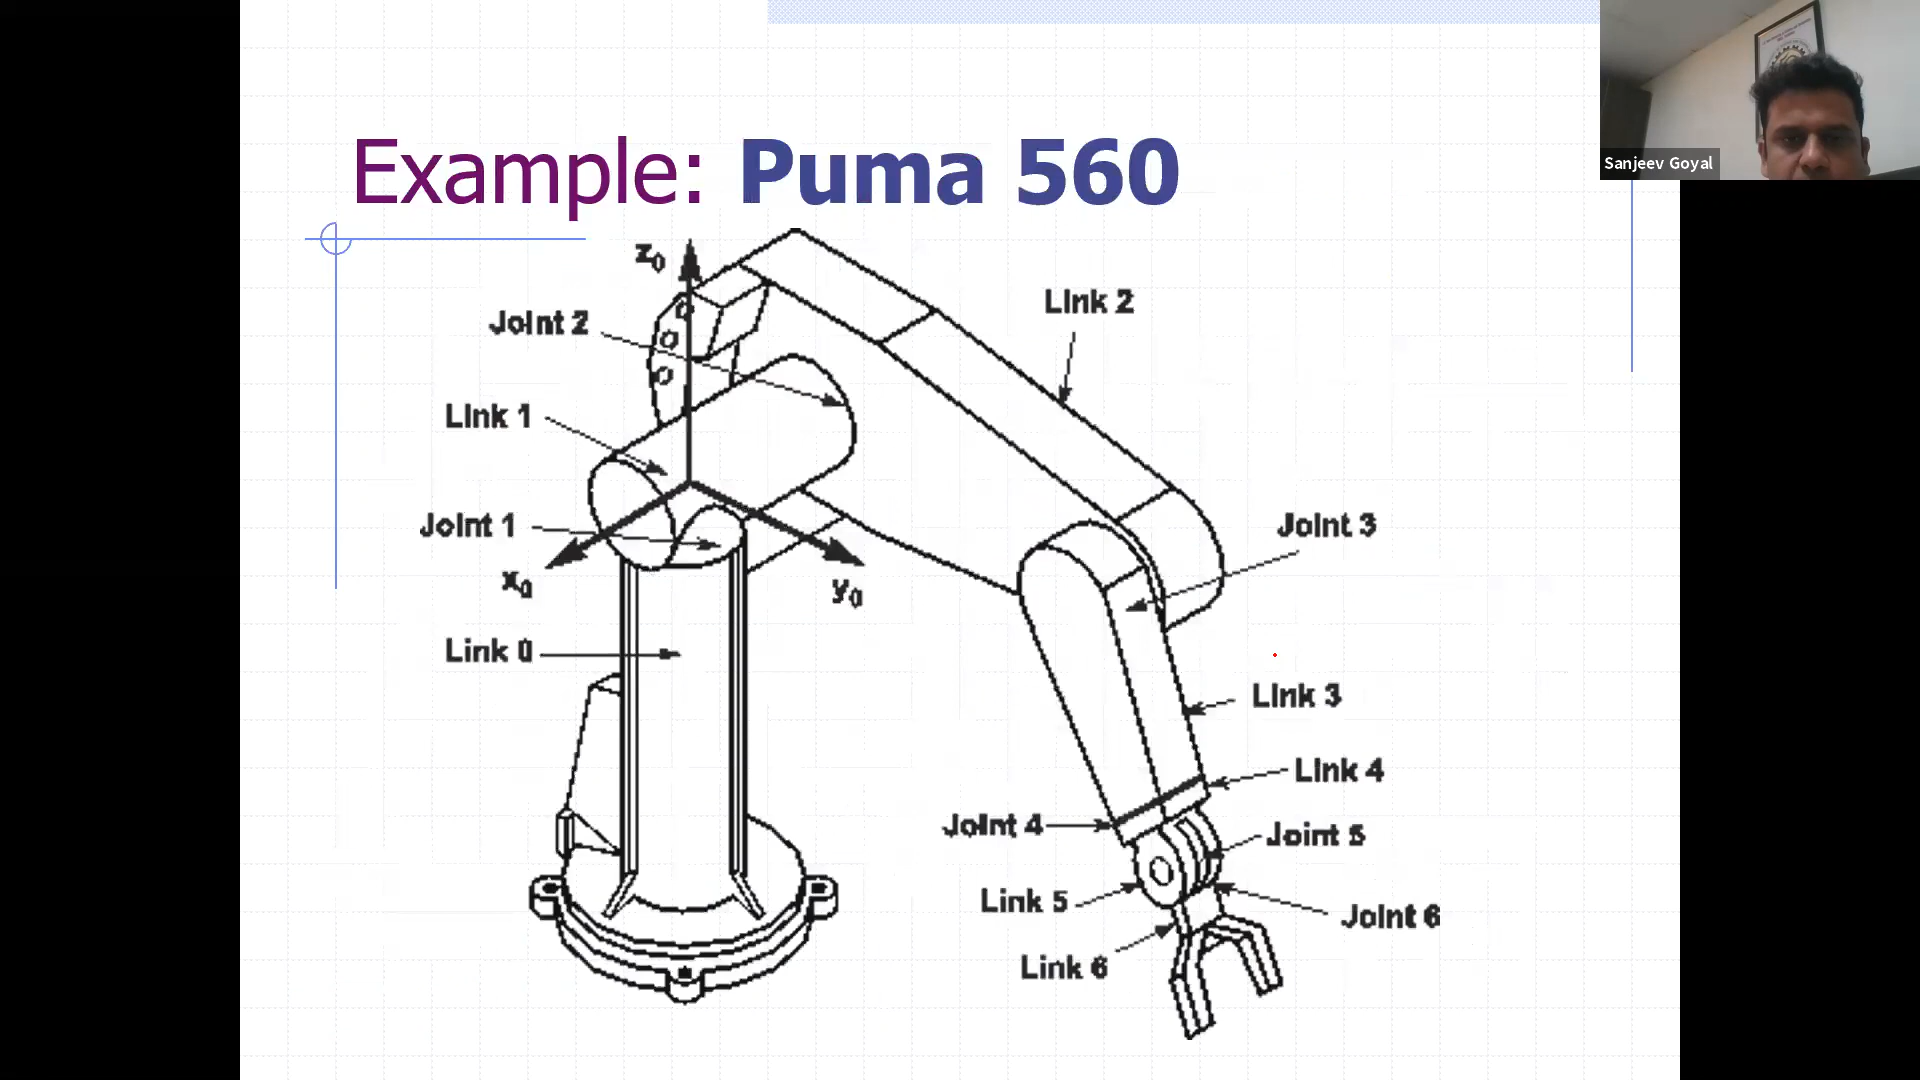 Sanjeev Goyal
Example: Puma 560
z0
Joint 2
Link 2
Link 1
Joint 1
Joint 3
x0
y0
Link 0
Link 3
Link 4
Joint 4
Joint 5
Link 5
Joint 6
Link 6